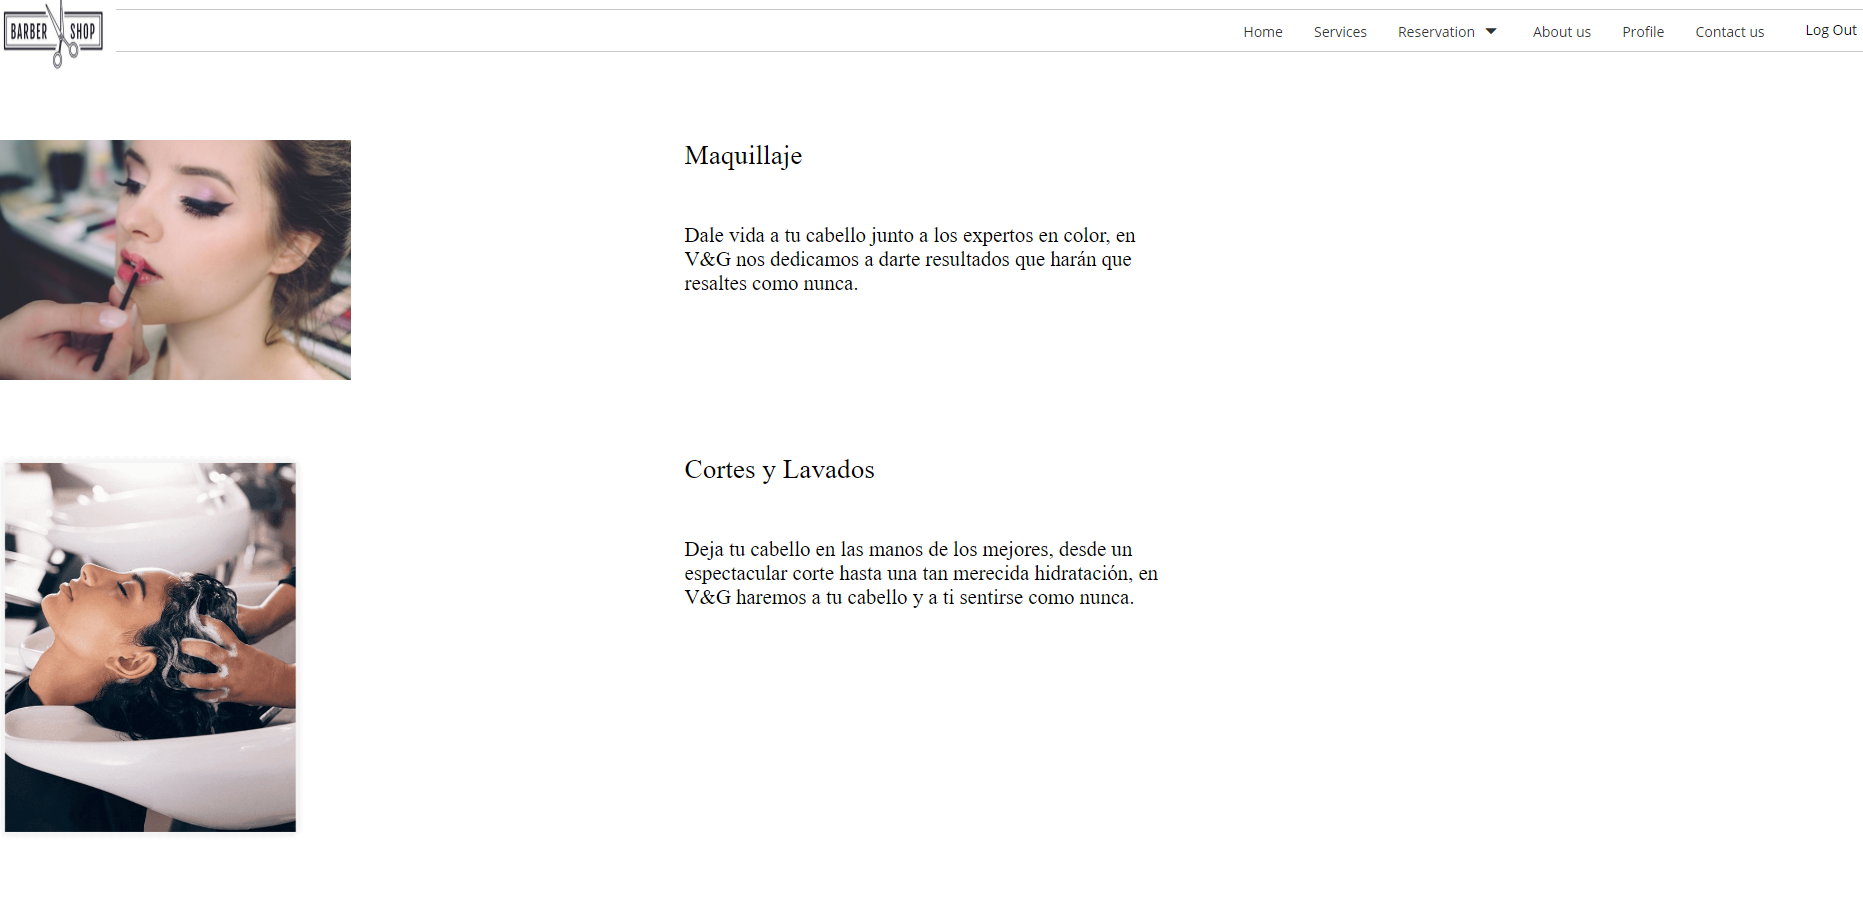 BARBER SHOP
Home Services Reservation About us Profile Contact us Log Out
Maquillaje
Dale vida a tu cabello junto a los expertos en color, en
V&G nos dedicamos a darte resultados que harán que
resaltes como nunca.
Cortes y Lavados
Deja tu cabello en las manos de los mejores, desde un
espectacular corte hasta una tan merecida hidratación, en
V&G haremos a tu cabello y a ti sentirse como nunca.